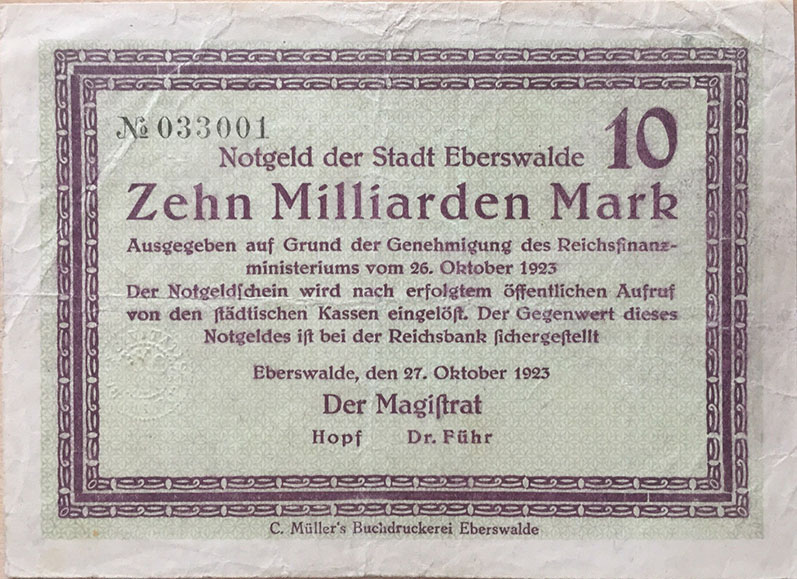 № 033001
Notgeld der Stadt Eberswalde 10
Zehn Milliarden Mark
Ausgegeben auf Grund der Genehmigung des Reichsfinanz-
ministeriums vom 26. Oktober 1923
Der Notgeldſchein wird nach erfolgtem öffentlichen Aufruf
von den ſtädtischen Kassen eingelöſt. Der Gegenwert dieses
Notgeldes iſt bei der Reichsbank ſichergeſtellt
Eberswalde, den 27. Oktober 1923
Der Magiſtrat
Hopf Dr. Führ
C. Müller's Buchdruckerei Eberswalde